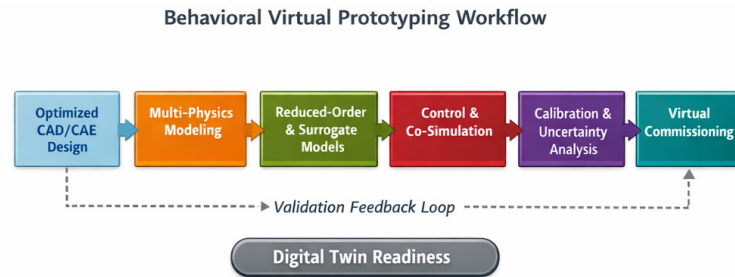 Behavioral Virtual Prototyping Workflow
Optimized
CAD/CAE
Design
Multi-Physics
Modeling
Reduced-Order
& Surrogate
Models
Control &
Co-Simulation
Calibration &
Uncertainty
Analysis
Virtual
Commissioning
Validation Feedback Loop
Digital Twin Readiness